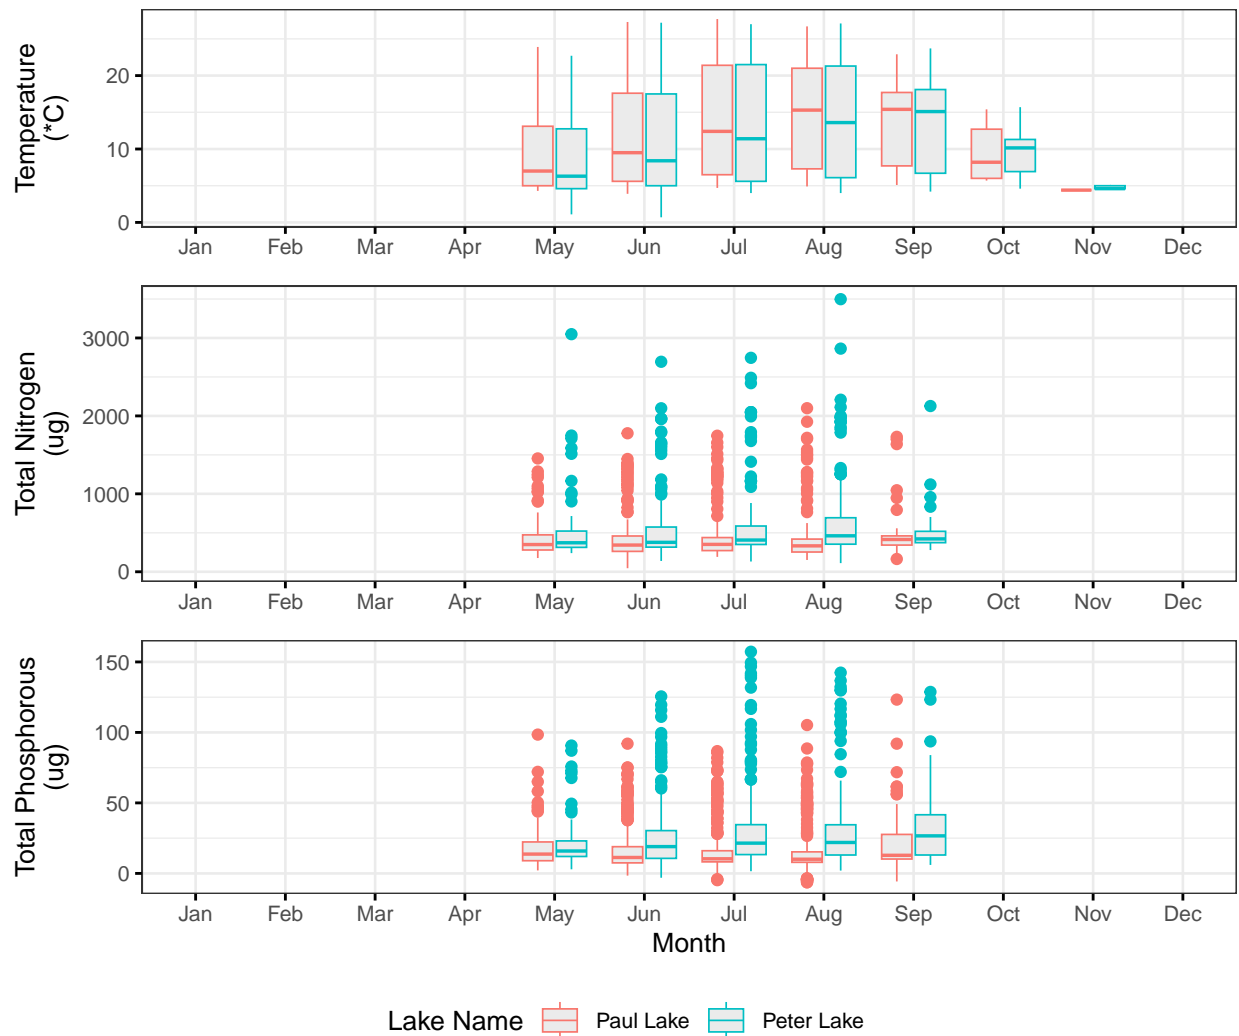 Temperature
(*C)
20
10
0
Jan Feb Mar Apr May Jun Jul Aug Sep Oct Nov Dec
Total Nitrogen
(ug)
3000
2000
1000
0
Jan Feb Mar Apr May Jun Jul Aug Sep Oct Nov Dec
Total Phosphorous
(ug)
150
100
50
0
Jan Feb Mar Apr May Jun Jul Aug Sep Oct Nov Dec
Month
Lake Name Paul Lake Peter Lake